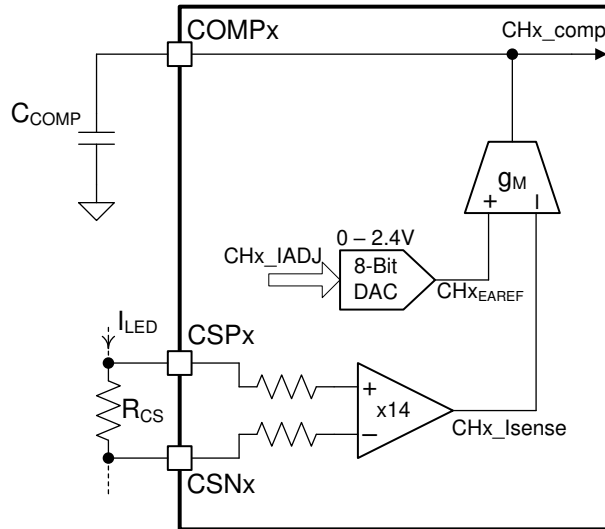 COMPx
CHx_comp
CCOMP
gM
+ −
0 – 2.4V
CHx_IADJ
8-Bit
DAC
CHxEAREF
ILED
CSPx
RCS
+
x14
−
CHx_Isense
CSNx